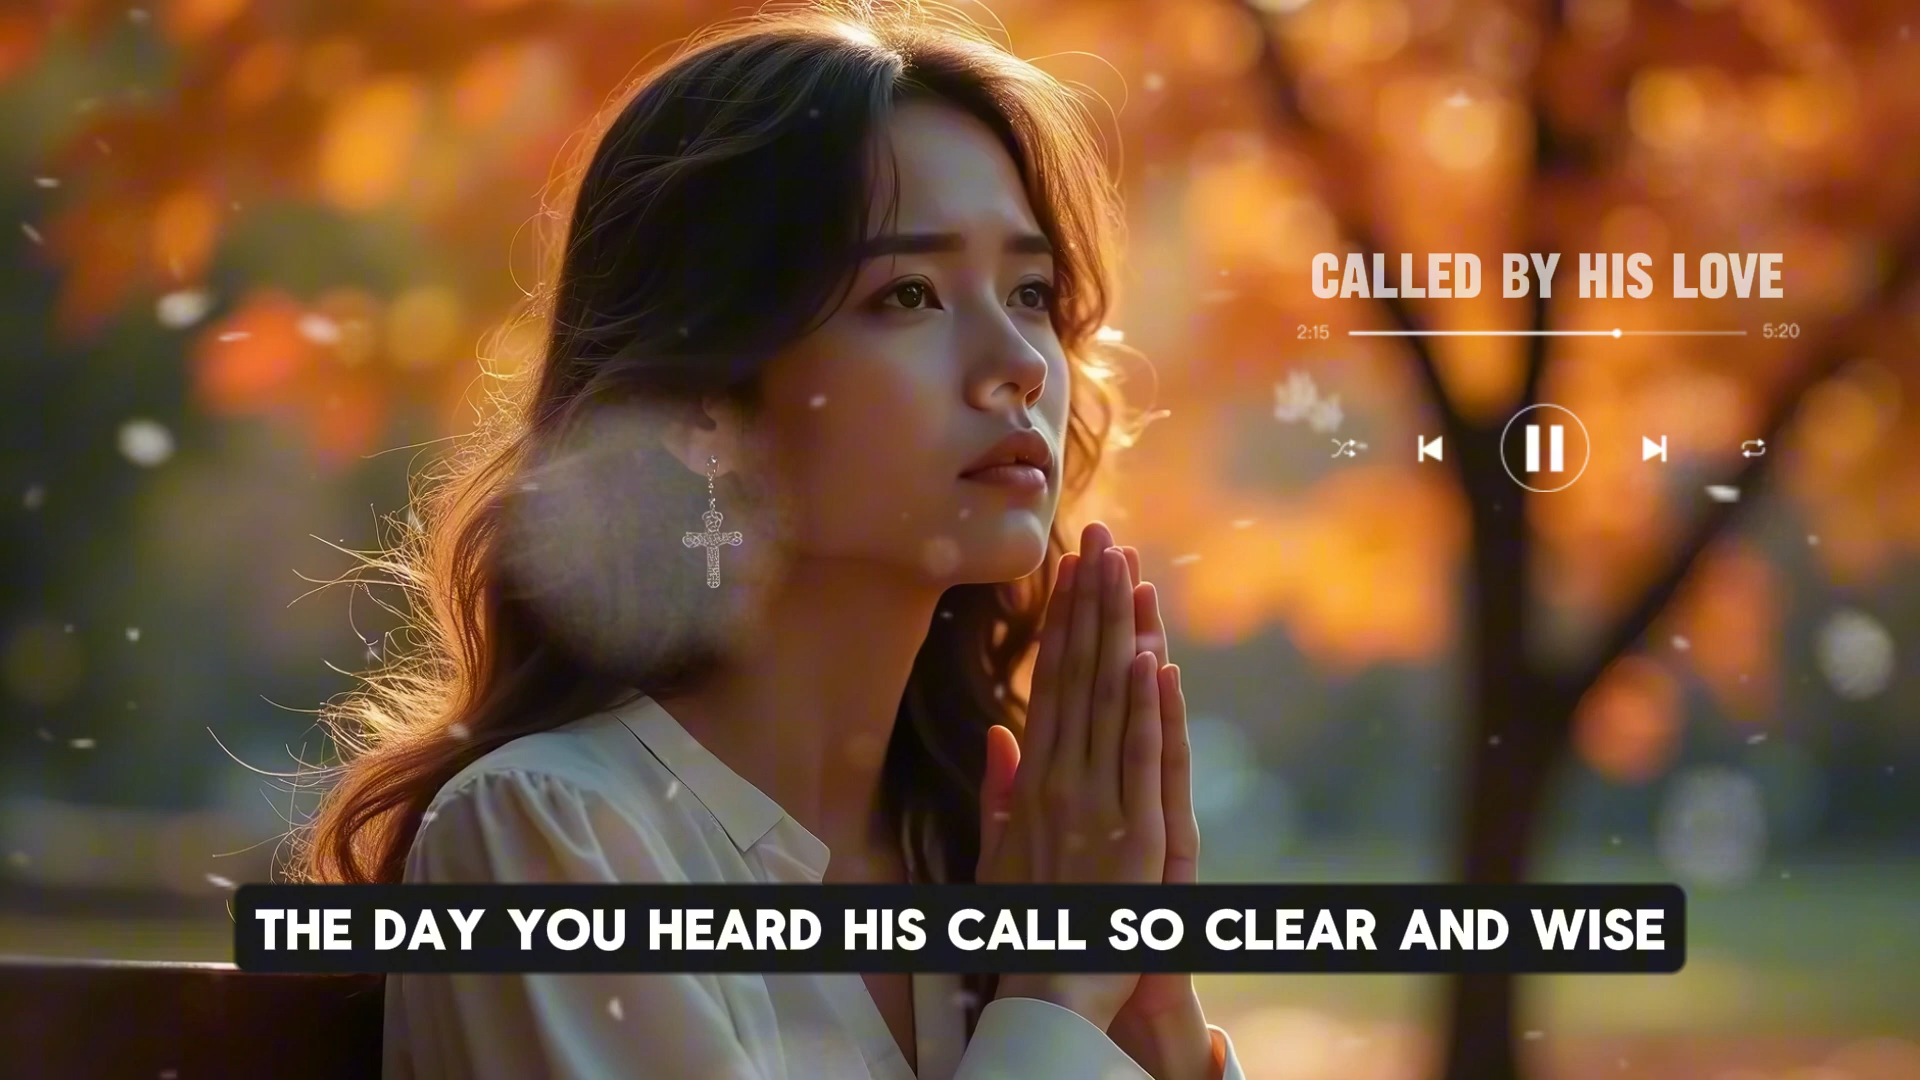 CALLED BY HIS LOVE
2:15 5:20
THE DAY YOU HEARD HIS CALL SO CLEAR AND WISE